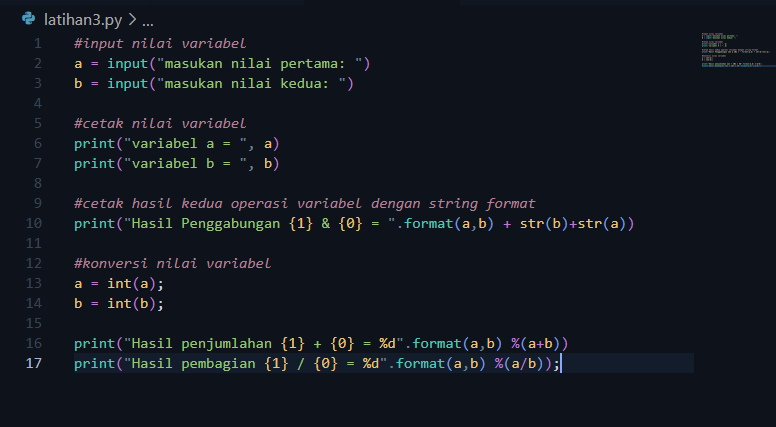 latihan3.py > ...
1 #input nilai variabel
2 a = input("masukan nilai pertama: ")
3 b = input("masukan nilai kedua: ")
4
5 #cetak nilai variabel
6 print("variabel a = ", a)
7 print("variabel b = ", b)
8
9 #cetak hasil kedua operasi variabel dengan string format
10 print("Hasil Penggabungan {1} & {0} = ".format(a,b) + str(b)+str(a))
11
12 #konversi nilai variabel
13 a = int(a);
14 b = int(b);
15
16 print("Hasil penjumlahan {1} + {0} = %d".format(a,b) %(a+b))
17 print("Hasil pembagian {1} / {0} = %d".format(a,b) %(a/b));